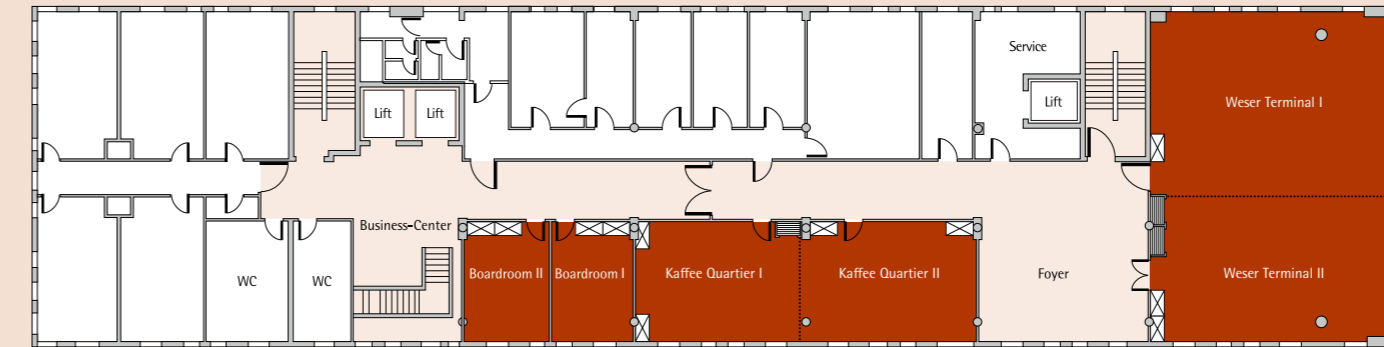 Service
Lift
Lift
Lift
Weser Terminal I
Business-Center
WC
WC
Boardroom II
Boardroom I
Kaffee Quartier I
Kaffee Quartier II
Foyer
Weser Terminal II